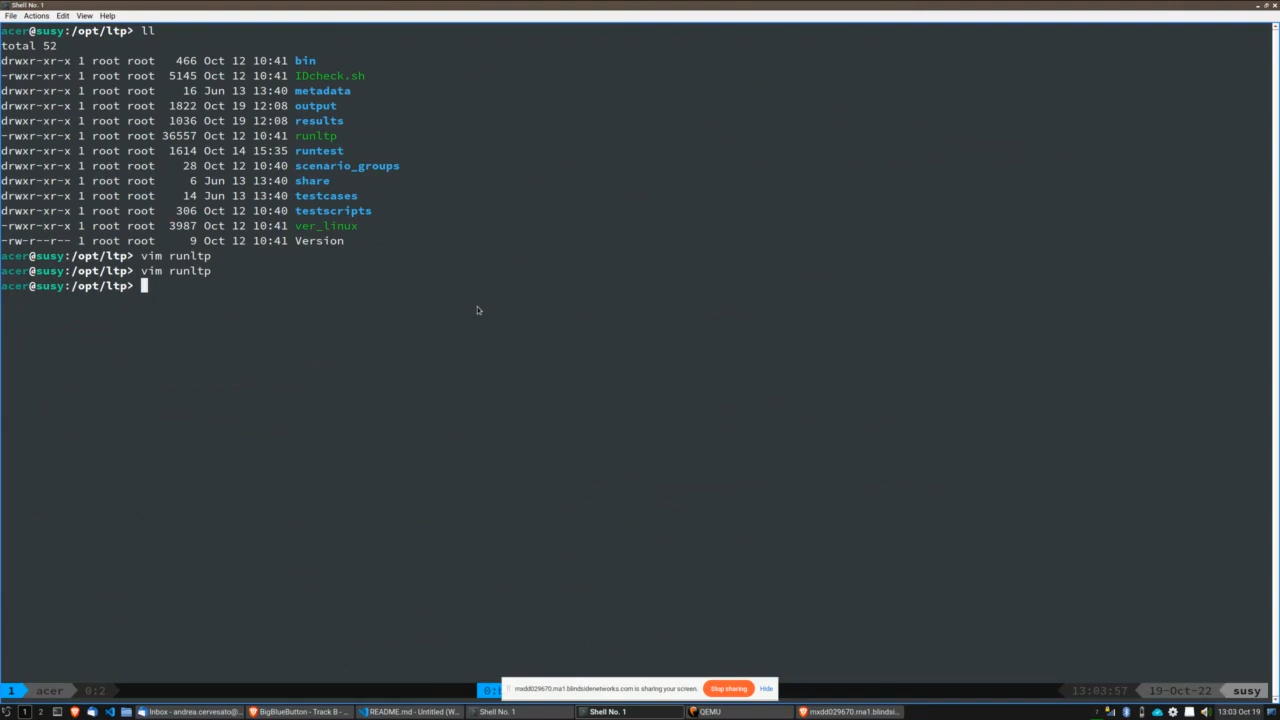 Shell No. 1
File Actions Edit View Help
acer@susy:/opt/ltp> ll
total 52
drwxr-xr-x 1 root root 466 Oct 12 10:41 bin
-rwxr-xr-x 1 root root 5145 Oct 12 10:41 IDcheck.sh
drwxr-xr-x 1 root root 16 Jun 13 13:40 metadata
drwxr-xr-x 1 root root 1822 Oct 19 12:08 output
drwxr-xr-x 1 root root 1036 Oct 19 12:08 results
-rwxr-xr-x 1 root root 36557 Oct 12 10:41 runltp
drwxr-xr-x 1 root root 1614 Oct 14 15:35 runtest
drwxr-xr-x 1 root root 28 Oct 12 10:40 scenario_groups
drwxr-xr-x 1 root root 6 Jun 13 13:40 share
drwxr-xr-x 1 root root 14 Jun 13 13:40 testcases
drwxr-xr-x 1 root root 306 Oct 12 10:40 testscripts
-rwxr-xr-x 1 root root 3987 Oct 12 10:41 ver_linux
-rw-r--r-- 1 root root 9 Oct 12 10:41 Version
acer@susy:/opt/ltp> vim runltp
acer@susy:/opt/ltp> vim runltp
acer@susy:/opt/ltp>
1 acer 0:2 mxdd029670.rna1.blindsidenetworks.com is sharing your screen. Stop sharing Hide 13:03:57 19-Oct-22 susy
1 2 Inbox - andrea.cervesato@... BigBlueButton - Track B - ... README.md - Untitled (W... Shell No. 1 Shell No. 1 QEMU mxdd029670.rna1.blindsi... 13:03 Oct 19